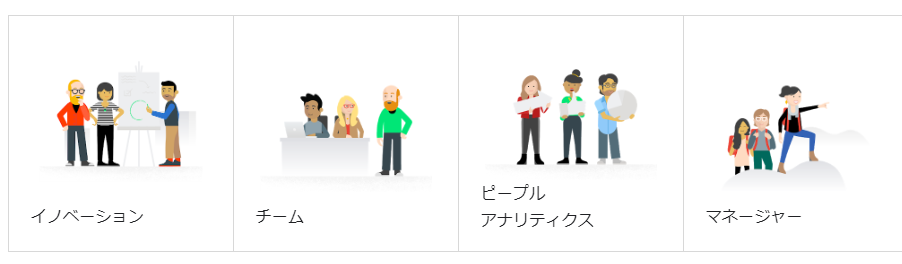 イノベーション
チーム
ピープル
アナリティクス
マネージャー